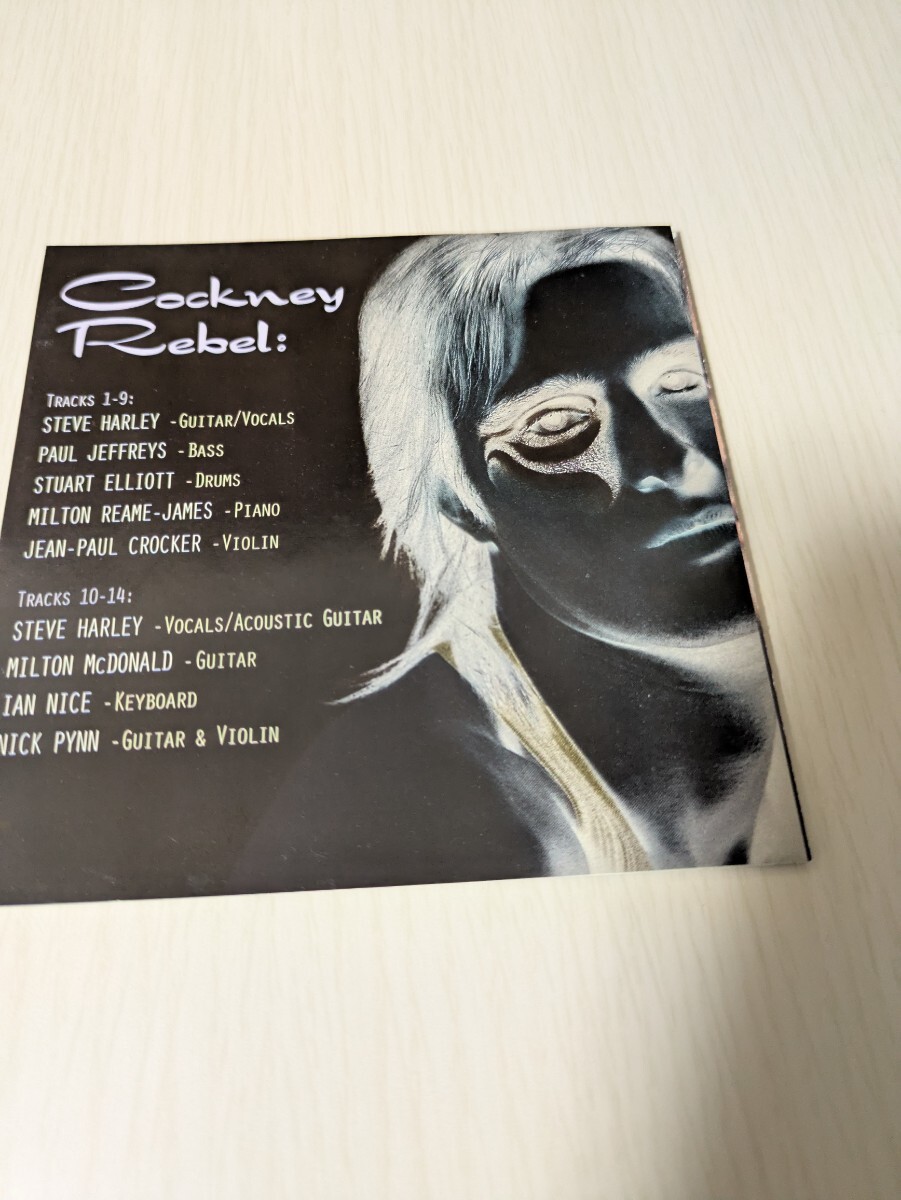 Cockney
Rebel:
Tracks 1-9:
STEVE HARLEY -GUITAR/VOCALS
PAUL JEFFREYS -BASS
STUART ELLIOTT -DRUMS
MILTON REAME-JAMES -PIANO
JEAN-PAUL CROCKER -VIOLIN
TRACKS 10-14:
STEVE HARLEY -VOCALS/ACOUSTIC GUITAR
MILTON McDONALD -GUITAR
IAN NICE -KEYBOARD
NICK PYNN -GUITAR & VIOLIN